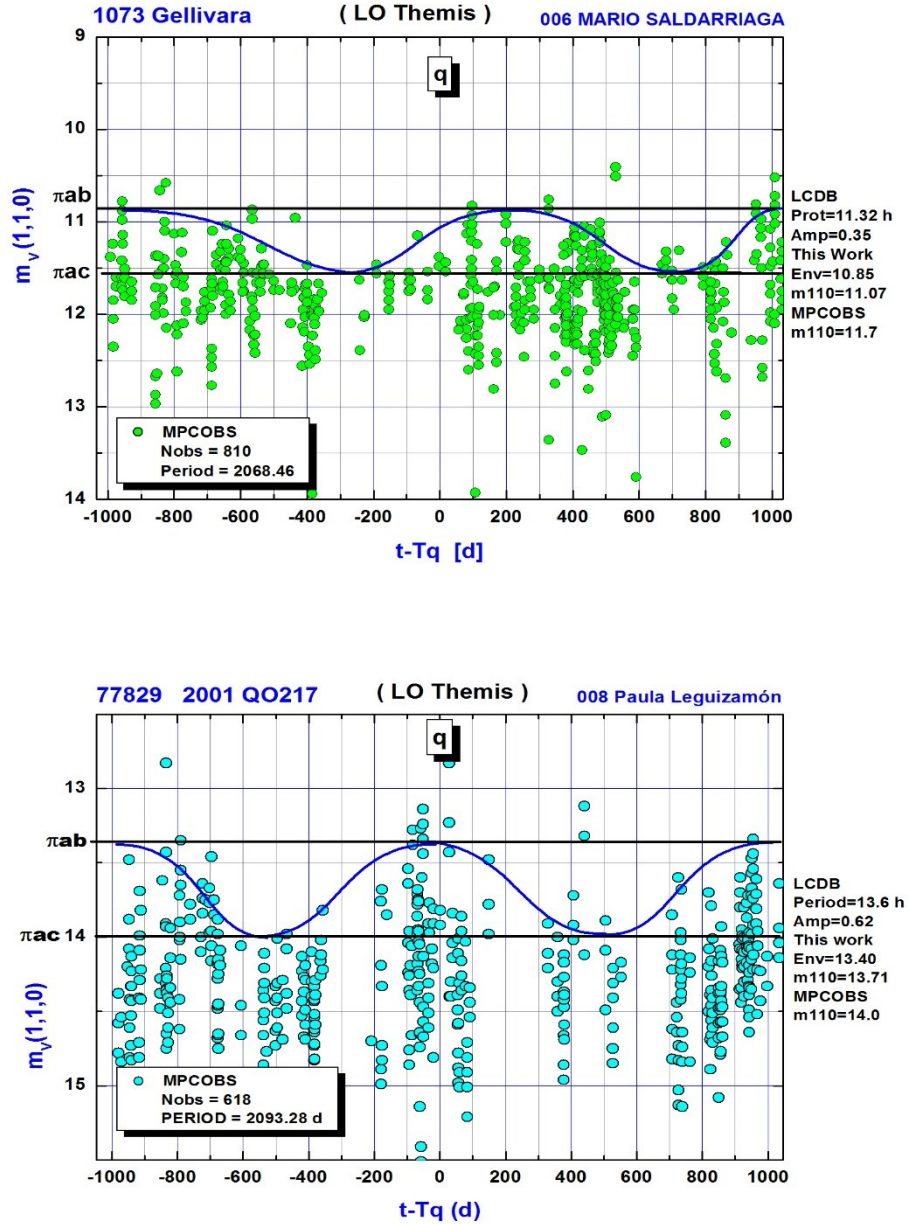 1073 Gellivara ( LO Themis ) 006 MARIO SALDARRIAGA
9
q
10
πab
11
πac
12
13
14
mv(1,1,0)
LCDB
Prot=11.32 h
Amp=0.35
This Work
Env=10.85
m110=11.07
MPCOBS
m110=11.7
MPCOBS
Nobs = 810
Period = 2068.46
-1000 -800 -600 -400 -200 0 200 400 600 800 1000
t-Tq [d]
77829 2001 QO217 ( LO Themis ) 008 Paula Leguizamón
q
13
πab
πac 14
15
mv(1,1,0)
LCDB
Period=13.6 h
Amp=0.62
This work
Env=13.40
m110=13.71
MPCOBS
m110=14.0
MPCOBS
Nobs = 618
PERIOD = 2093.28 d
-1000 -800 -600 -400 -200 0 200 400 600 800 1000
t-Tq (d)